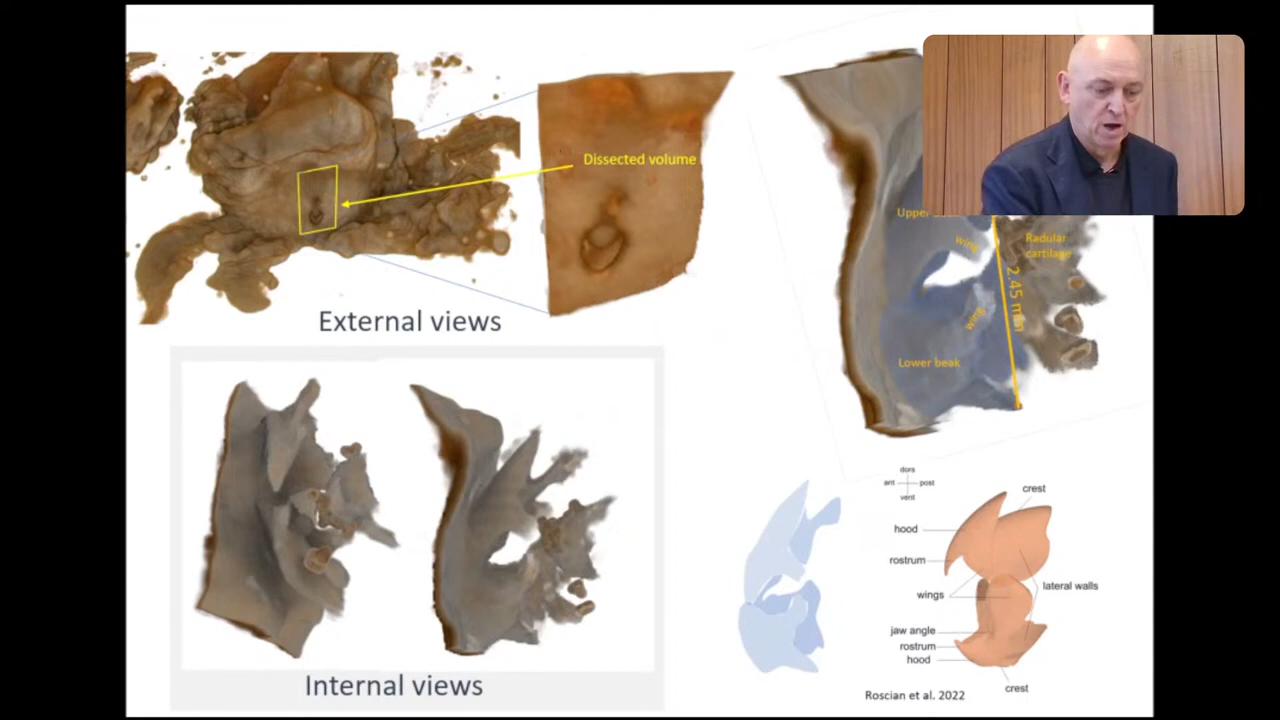 Dissected volume
External views
Upper
wing
Radular
cartilage
2.45 mm
wing
Lower beak
Internal views
dors
ant
post
vent
crest
hood
rostrum
lateral walls
wings
jaw angle
rostrum
hood
crest
Roscian et al. 2022